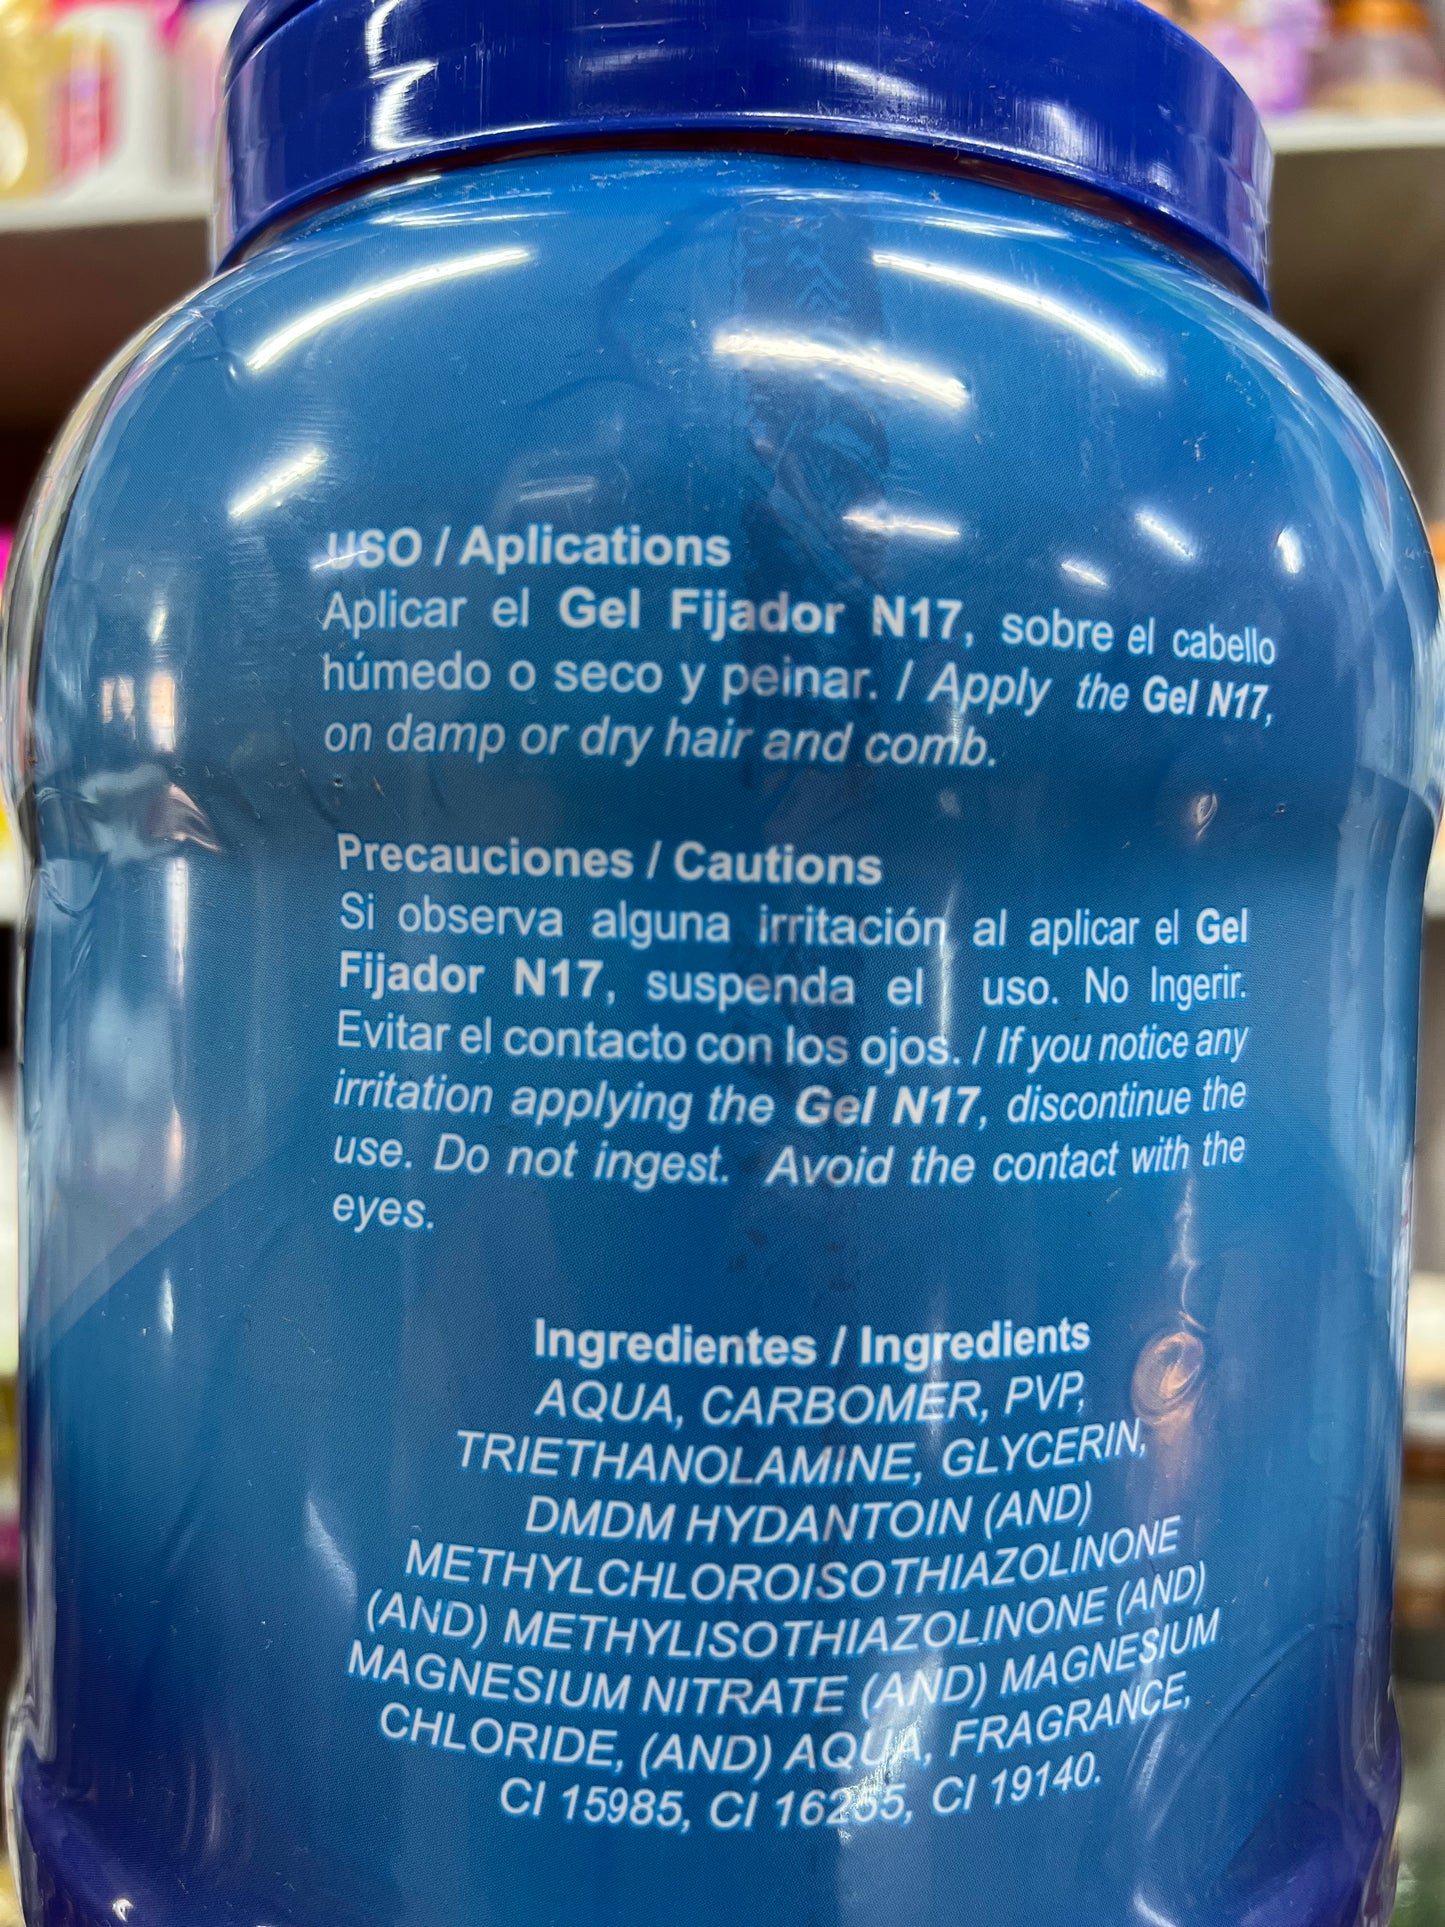 USO / Aplications
Aplicar el Gel Fijador N17, sobre el cabello
húmedo o seco y peinar. / Apply the Gel N17,
on damp or dry hair and comb.
Precauciones / Cautions
Si observa alguna irritación al aplicar el Gel
Fijador N17, suspenda el uso. No Ingerir.
Evitar el contacto con los ojos. / If you notice any
irritation applying the Gel N17, discontinue the
use. Do not ingest. Avoid the contact with the
eyes.
Ingredientes / Ingredients
AQUA, CARBOMER, PVP,
TRIETHANOLAMINE, GLYCERIN,
DMDM HYDANTOIN (AND)
METHYLCHLOROISOTHIAZOLINONE
(AND) METHYLISOTHIAZOLINONE (AND)
MAGNESIUM NITRATE (AND) MAGNESIUM
CHLORIDE, (AND) AQUA, FRAGRANCE,
CI 15985, CI 16255, CI 19140.